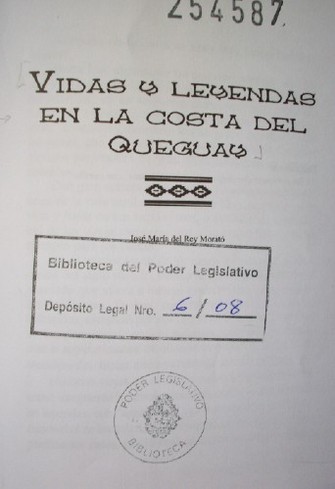 254587.
VIDAS Y LEYENDAS
EN LA COSTA DEL
QUEGUAY
José María del Rey Morató
Biblioteca del Poder Legislativo
Depósito Legal Nro. 6 / 08
PODER LEGISLATIVO
BIBLIOTECA